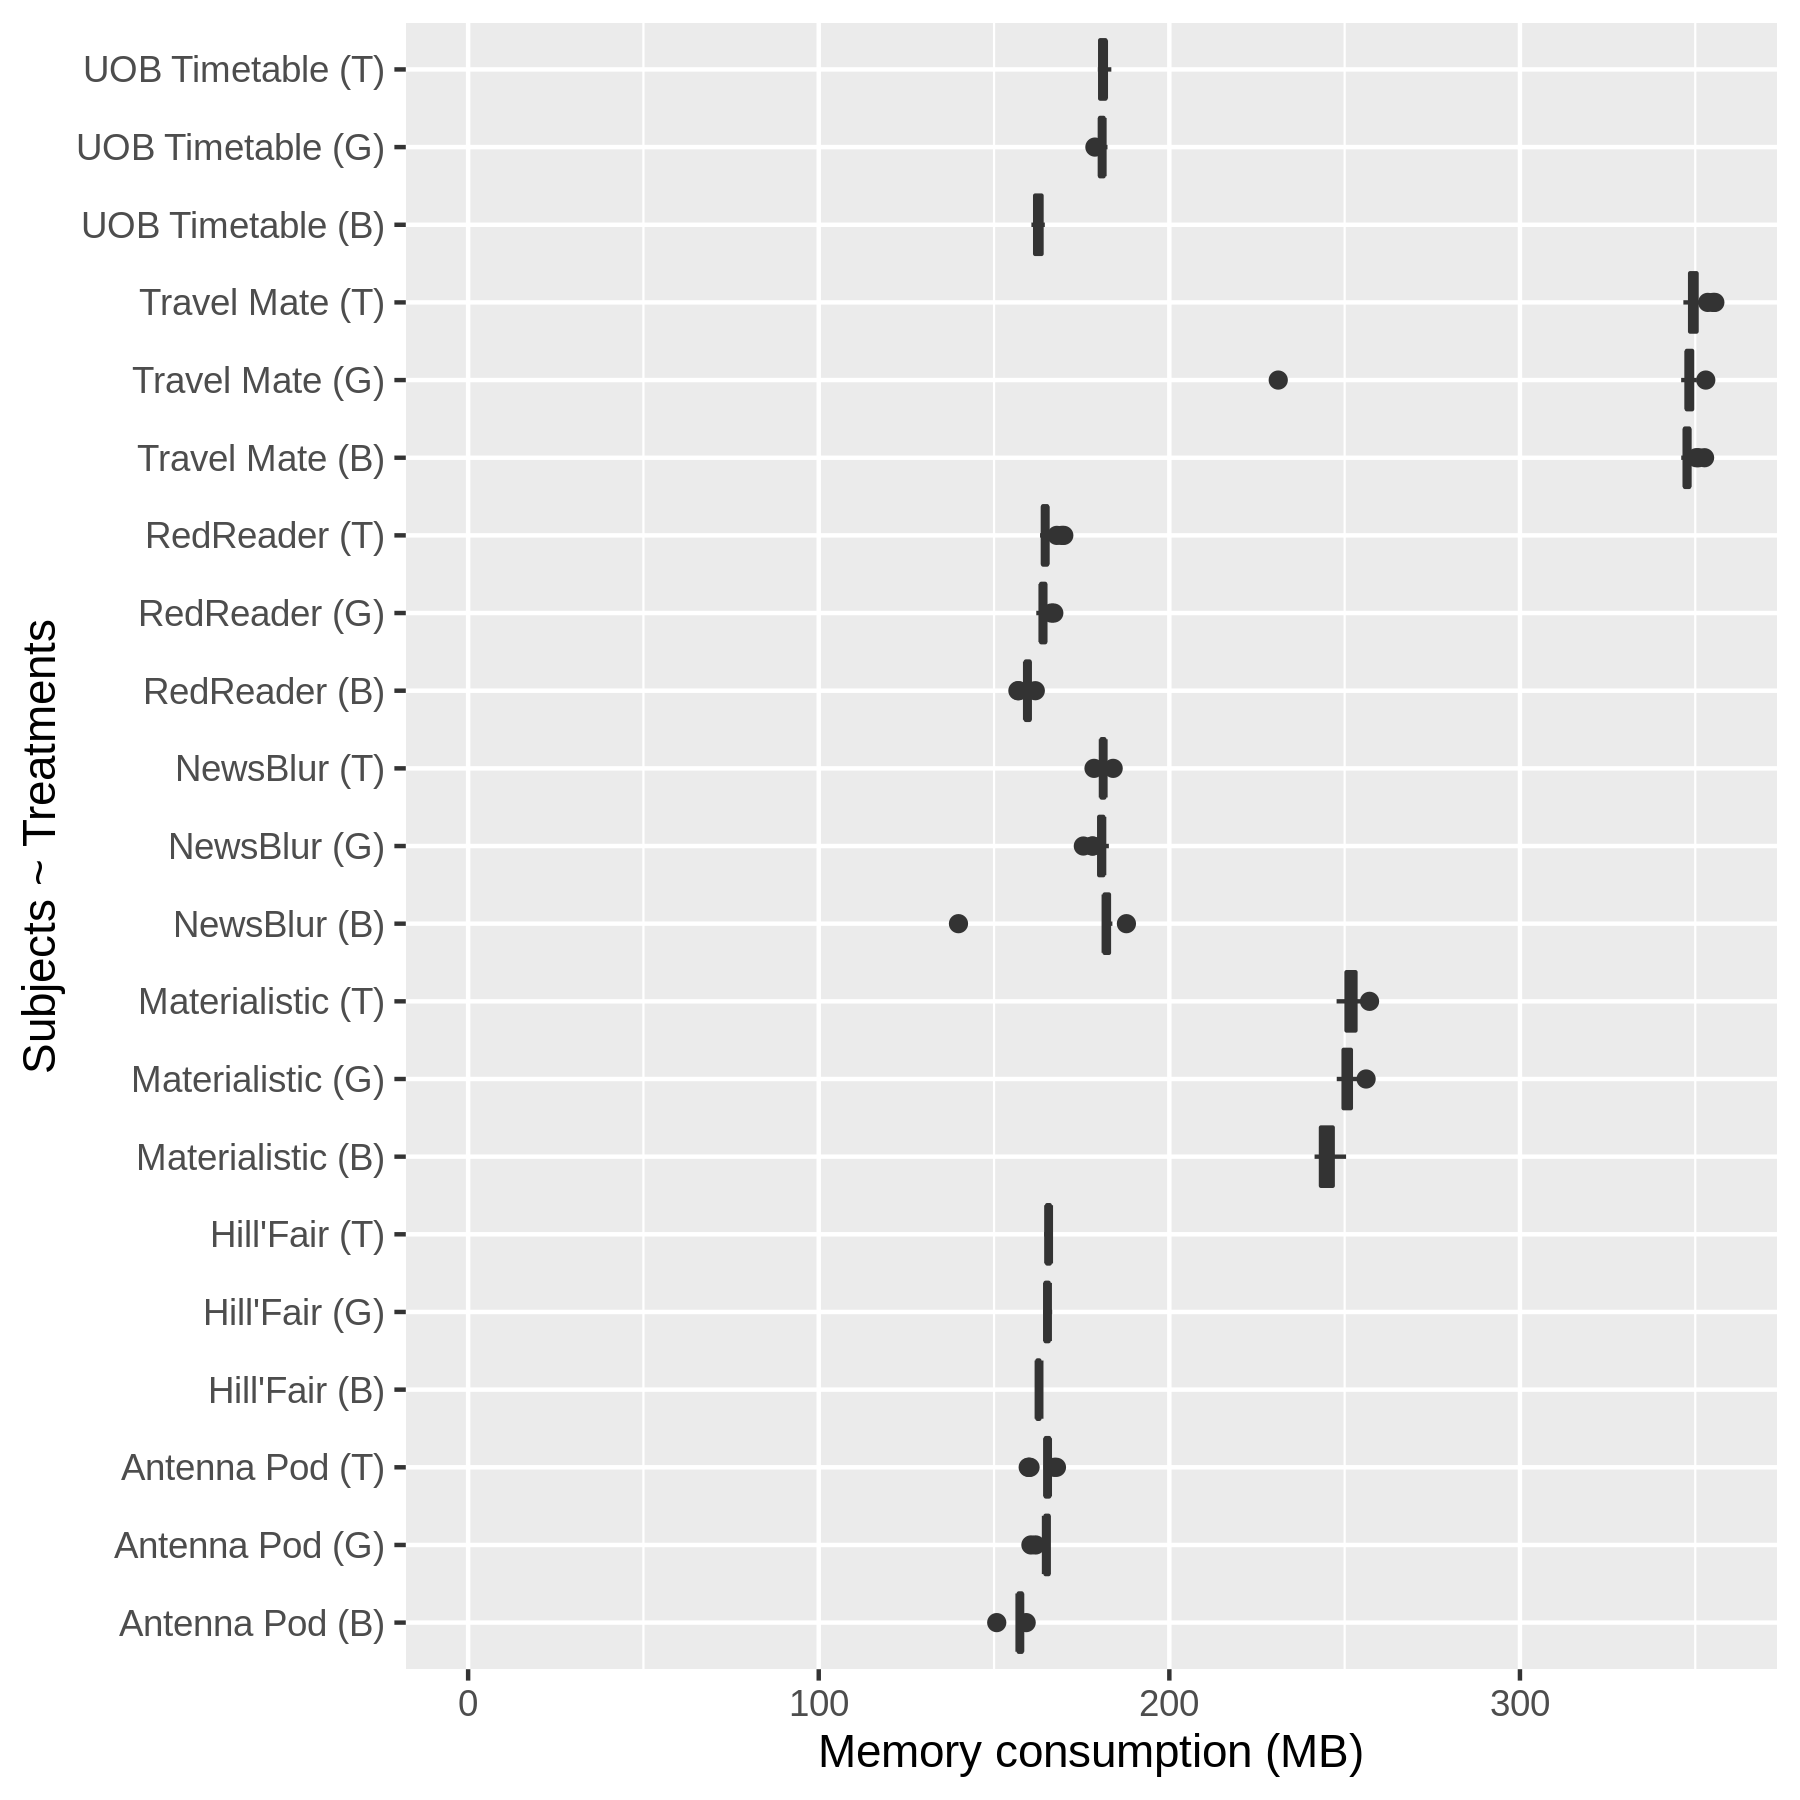 UOB Timetable (T)
UOB Timetable (G)
UOB Timetable (B)
Travel Mate (T)
Travel Mate (G)
Travel Mate (B)
RedReader (T)
RedReader (G)
RedReader (B)
NewsBlur (T)
NewsBlur (G)
NewsBlur (B)
Materialistic (T)
Materialistic (G)
Materialistic (B)
Hill'Fair (T)
Hill'Fair (G)
Hill'Fair (B)
Antenna Pod (T)
Antenna Pod (G)
Antenna Pod (B)
Subjects ~ Treatments
0 100 200 300
Memory consumption (MB)